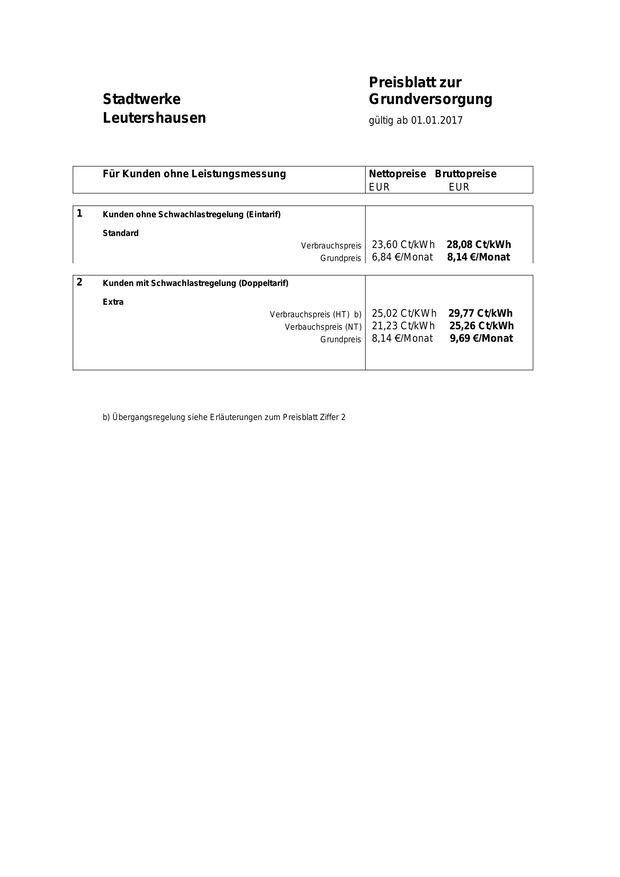 Stadtwerke
Leutershausen
Preisblatt zur
Grundversorgung
gültig ab 01.01.2017
Für Kunden ohne Leistungsmessung Nettopreise Bruttopreise
EUR EUR
1 Kunden ohne Schwachlastregelung (Eintarif)
Standard
Verbrauchspreis 23,60 Ct/kWh 28,08 Ct/kWh
Grundpreis 6,84 €/Monat 8,14 €/Monat
2 Kunden mit Schwachlastregelung (Doppeltarif)
Extra
Verbrauchspreis (HT) b) 25,02 Ct/KWh 29,77 Ct/kWh
Verbauchspreis (NT) 21,23 Ct/kWh 25,26 Ct/kWh
Grundpreis 8,14 €/Monat 9,69 €/Monat
b) Übergangsregelung siehe Erläuterungen zum Preisblatt Ziffer 2